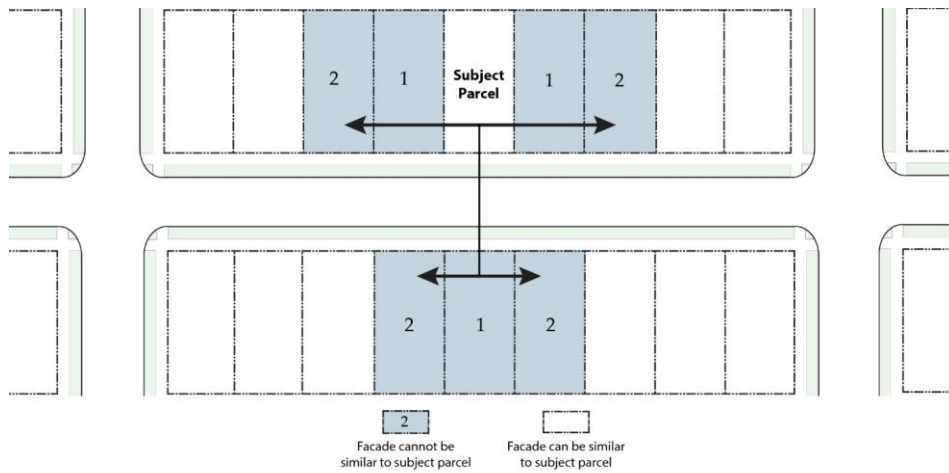 2 1 Subject 1 2
Parcel
2 1 2
2
Facade cannot be Facade can be similar
similar to subject parcel to subject parcel